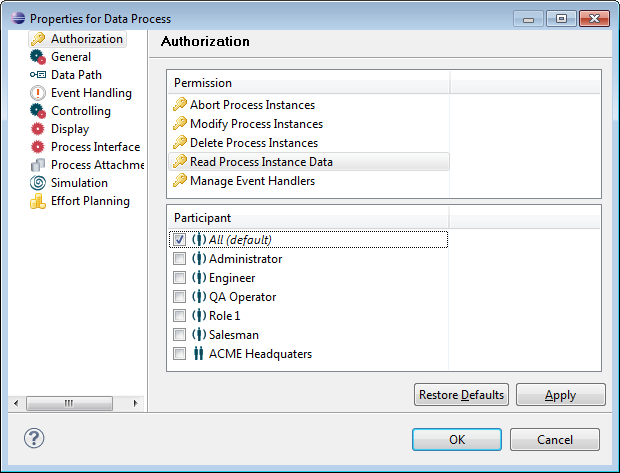 Properties for Data Process
Authorization
General
Data Path
Event Handling
Controlling
Display
Process Interface
Process Attachme
Simulation
Effort Planning
Authorization
Permission
Abort Process Instances
Modify Process Instances
Delete Process Instances
Read Process Instance Data
Manage Event Handlers
Participant
All (default)
Administrator
Engineer
QA Operator
Role 1
Salesman
ACME Headquaters
Restore Defaults
Apply
OK
Cancel